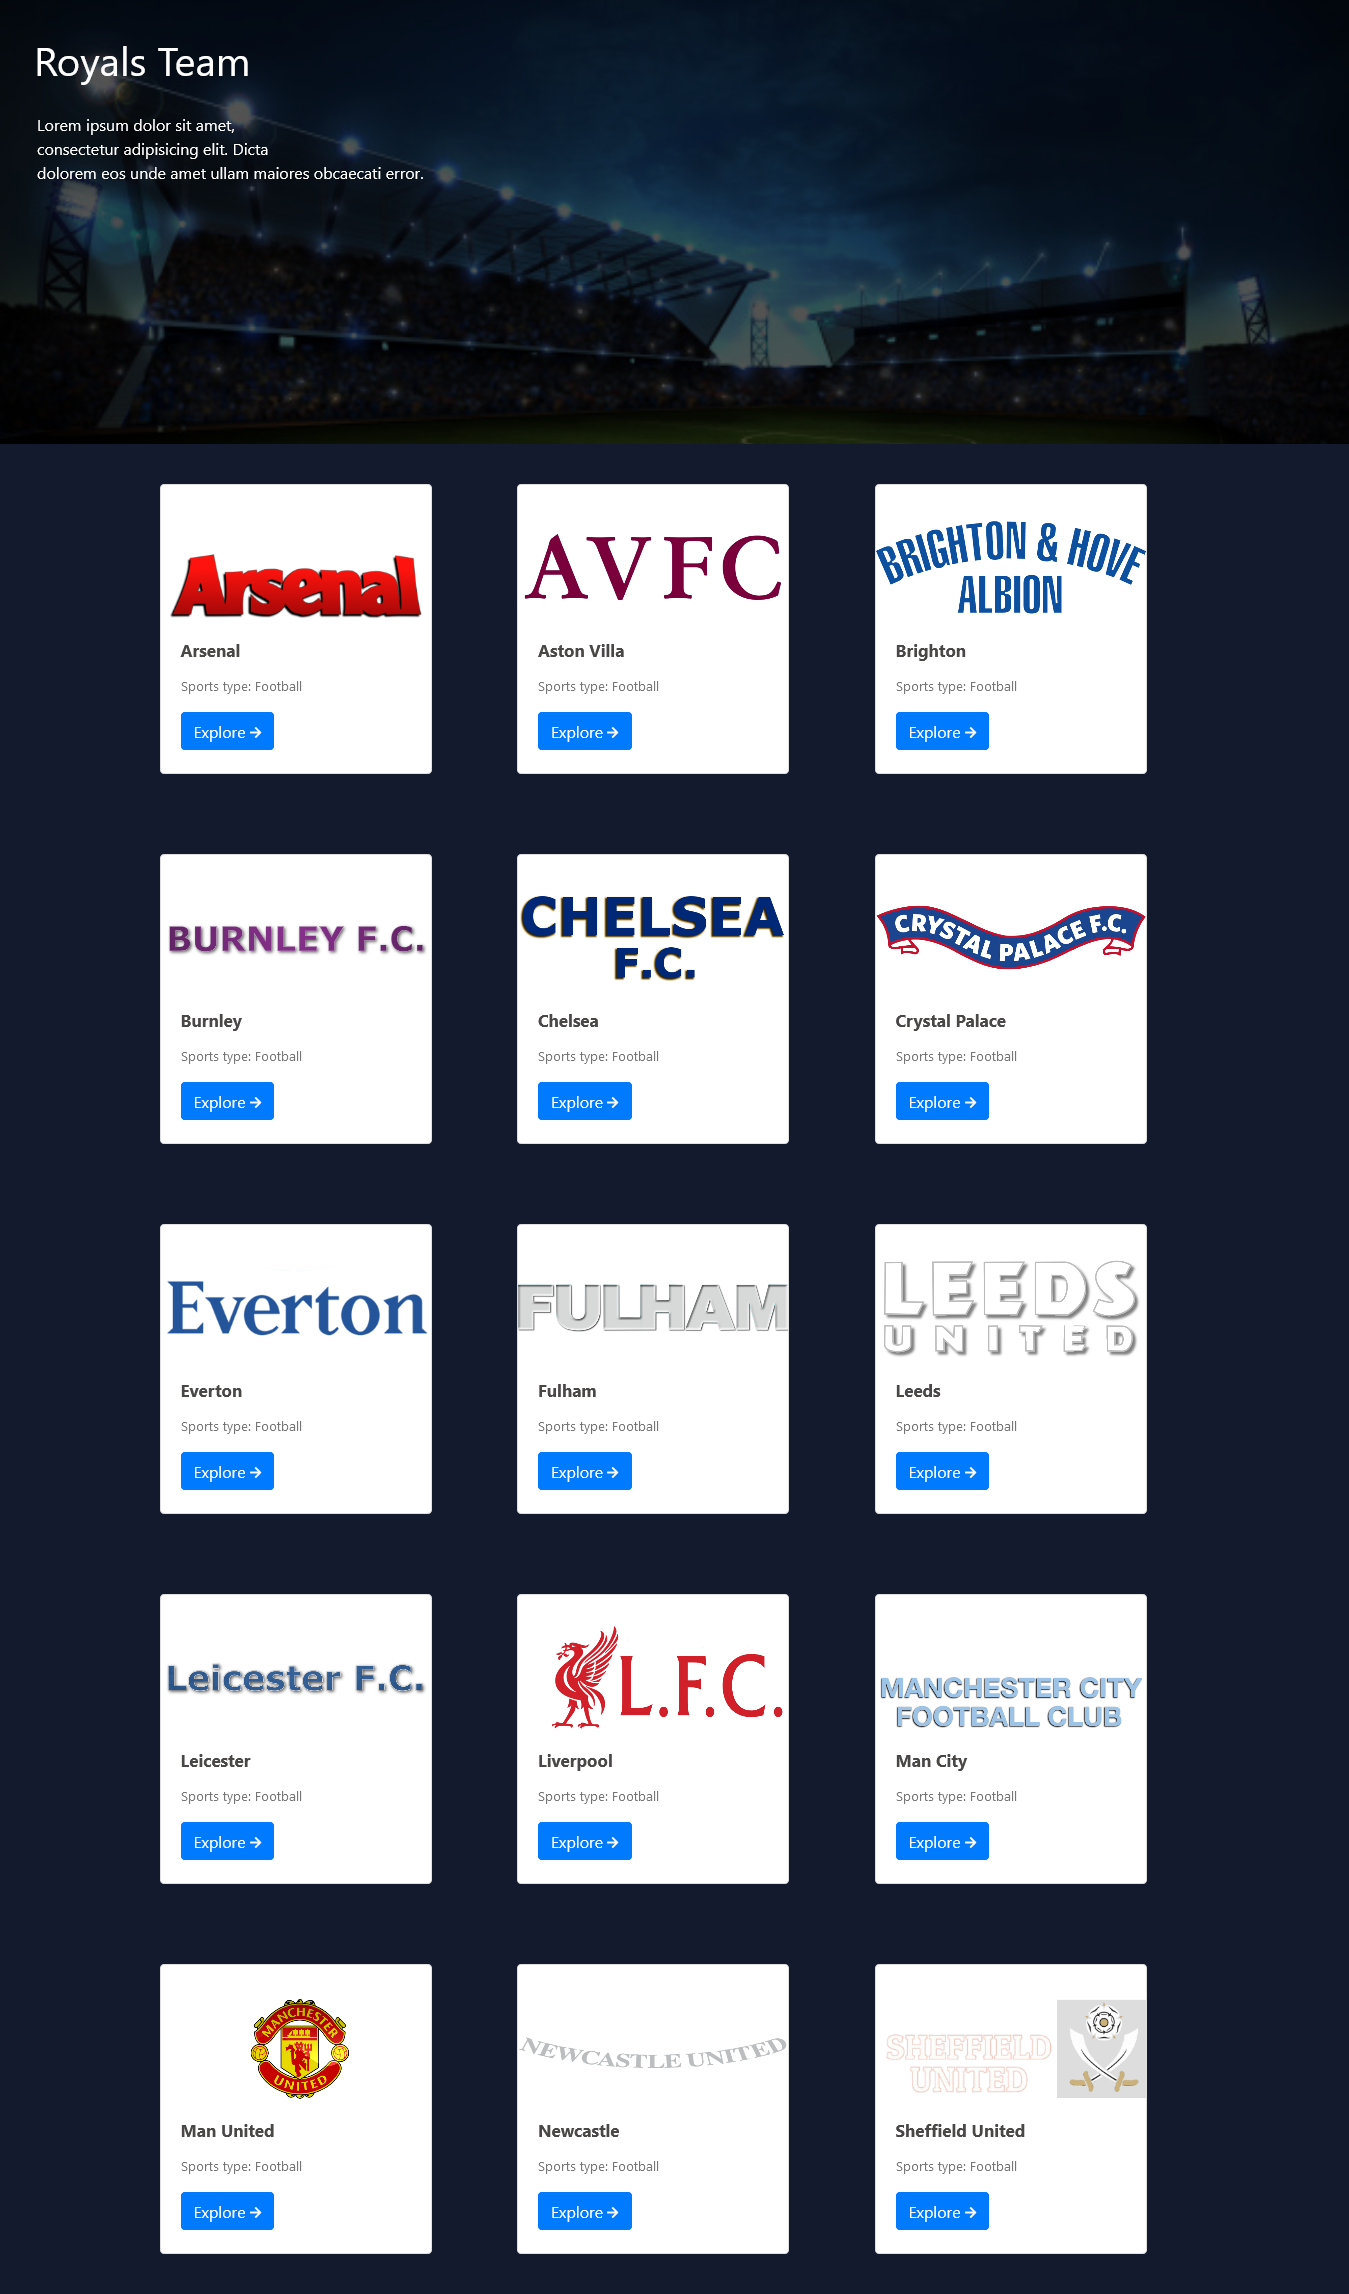 Royals Team
Lorem ipsum dolor sit amet,
consectetur adipisicing elit. Dicta
dolorem eos unde amet ullam maiores obcaecati error.
Arsenal
Arsenal
Sports type: Football
Explore →
AVFC
Aston Villa
Sports type: Football
Explore →
BRIGHTON & HOVE
ALBION
Brighton
Sports type: Football
Explore →
BURNLEY F.C.
Burnley
Sports type: Football
Explore →
CHELSEA
F.C.
Chelsea
Sports type: Football
Explore →
CRYSTAL PALACE F.C.
Crystal Palace
Sports type: Football
Explore →
Everton
Everton
Sports type: Football
Explore →
FULHAM
Fulham
Sports type: Football
Explore →
LEEDS
UNITED
Leeds
Sports type: Football
Explore →
Leicester F.C.
Leicester
Sports type: Football
Explore →
L.F.C.
Liverpool
Sports type: Football
Explore →
MANCHESTER CITY
FOOTBALL CLUB
Man City
Sports type: Football
Explore →
MANCHESTER
UNITED
Man United
Sports type: Football
Explore →
NEWCASTLE UNITED
Newcastle
Sports type: Football
Explore →
SHEFFIELD
UNITED
Sheffield United
Sports type: Football
Explore →